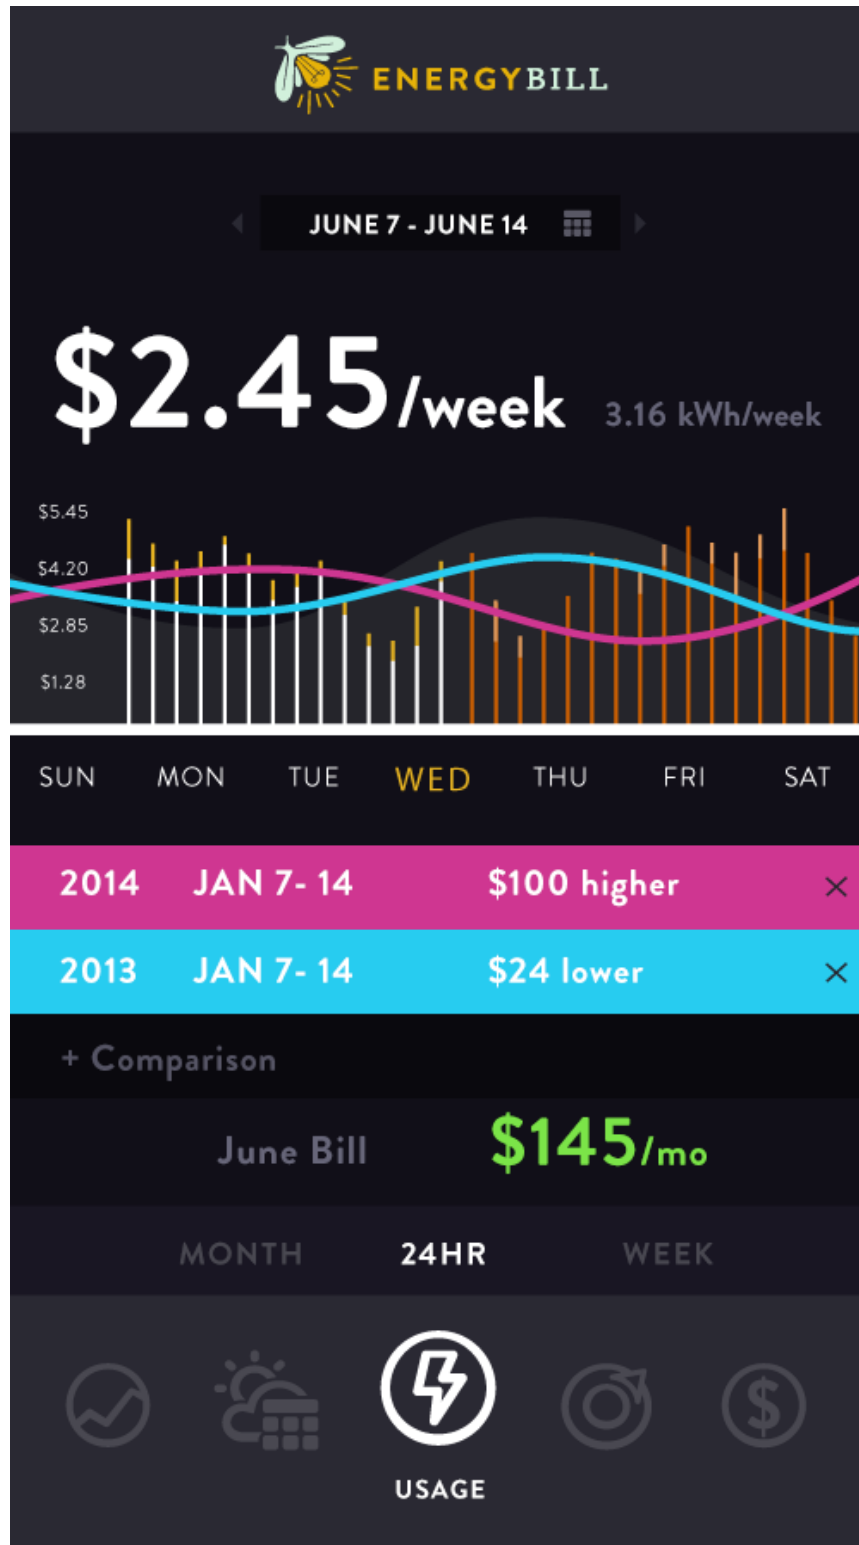 ENERGYBILL
JUNE 7 - JUNE 14
$2.45/week 3.16 kWh/week
$5.45
$4.20
$2.85
$1.28
SUN MON TUE WED THU FRI SAT
2014 JAN 7- 14 $100 higher ×
2013 JAN 7- 14 $24 lower ×
+ Comparison
June Bill $145/mo
MONTH 24HR WEEK
$
USAGE